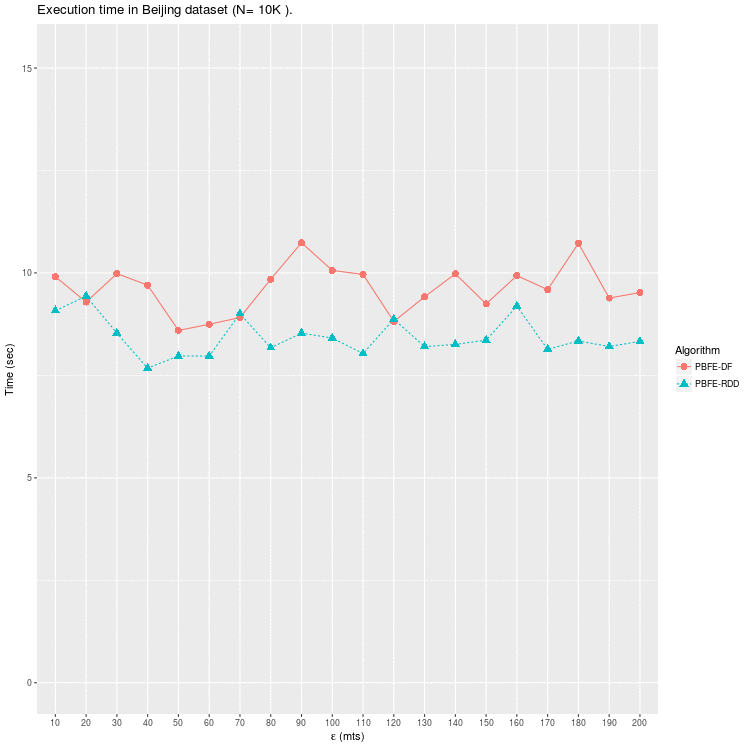 Execution time in Beijing dataset (N= 10K ).
Time (sec)
15
10
5
0
10 20 30 40 50 60 70 80 90 100 110 120 130 140 150 160 170 180 190 200
ε (mts)
Algorithm
PBFE-DF
PBFE-RDD